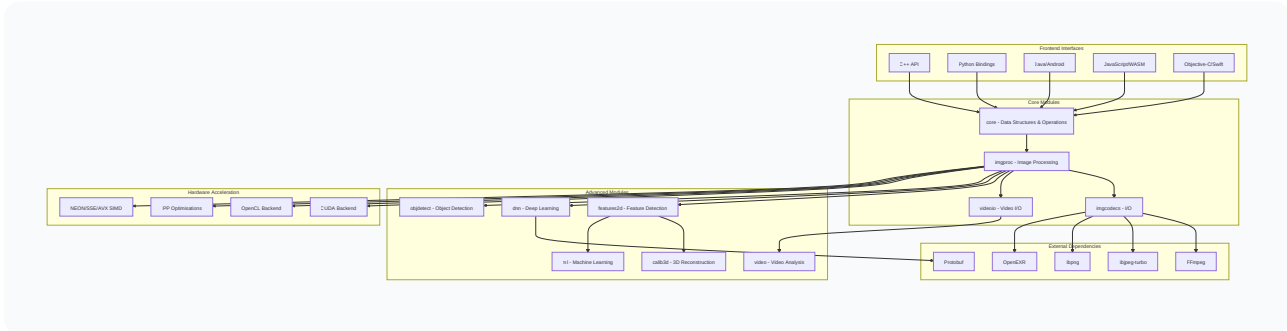 Frontend Interfaces
C++ API
Python Bindings
Java/Android
JavaScript/WASM
Objective-C/Swift
Core Modules
core - Data Structures & Operations
imgproc - Image Processing
videoio - Video I/O
imgcodecs - I/O
Hardware Acceleration
NEON/SSE/AVX SIMD
IPP Optimisations
OpenCL Backend
CUDA Backend
Advanced Modules
objdetect - Object Detection
dnn - Deep Learning
features2d - Feature Detection
ml - Machine Learning
calib3d - 3D Reconstruction
video - Video Analysis
External Dependencies
Protobuf
OpenEXR
libpng
libjpeg-turbo
FFmpeg